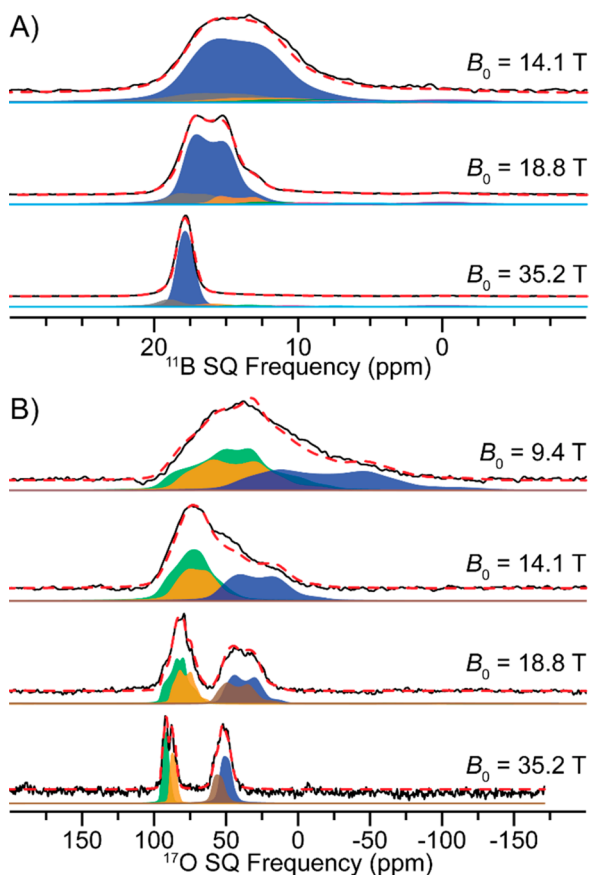 A)
B₀ = 14.1 T
B₀ = 18.8 T
B₀ = 35.2 T
20 10 0
¹¹B SQ Frequency (ppm)
B)
B₀ = 9.4 T
B₀ = 14.1 T
B₀ = 18.8 T
B₀ = 35.2 T
150 100 50 0 -50 -100 -150
¹⁷O SQ Frequency (ppm)